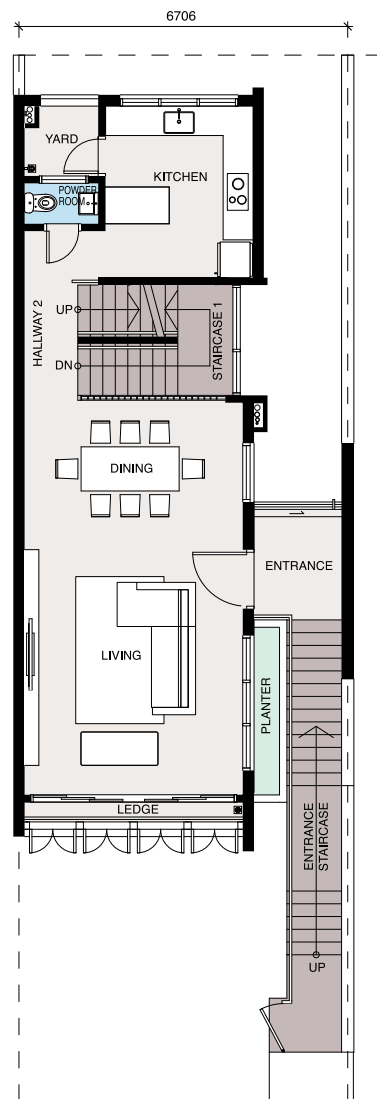 6706
YARD
KITCHEN
POWDER
ROOM
UP
HALLWAY 2
STAIRCASE 1
DN
DINING
ENTRANCE
LIVING
PLANTER
LEDGE
ENTRANCE
STAIRCASE
UP